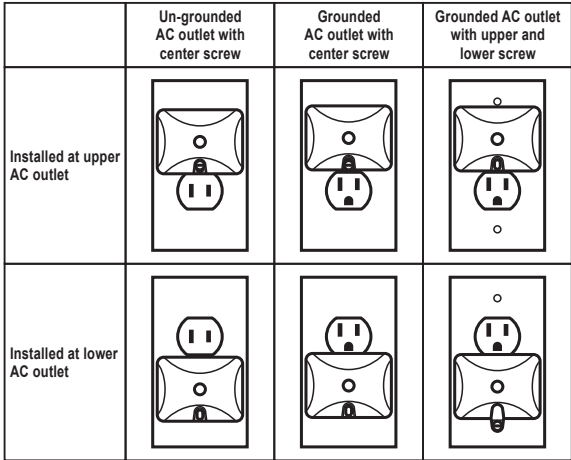 Un-grounded
AC outlet with
center screw
Grounded
AC outlet with
center screw
Grounded AC outlet
with upper and
lower screw
Installed at upper
AC outlet
Installed at lower
AC outlet